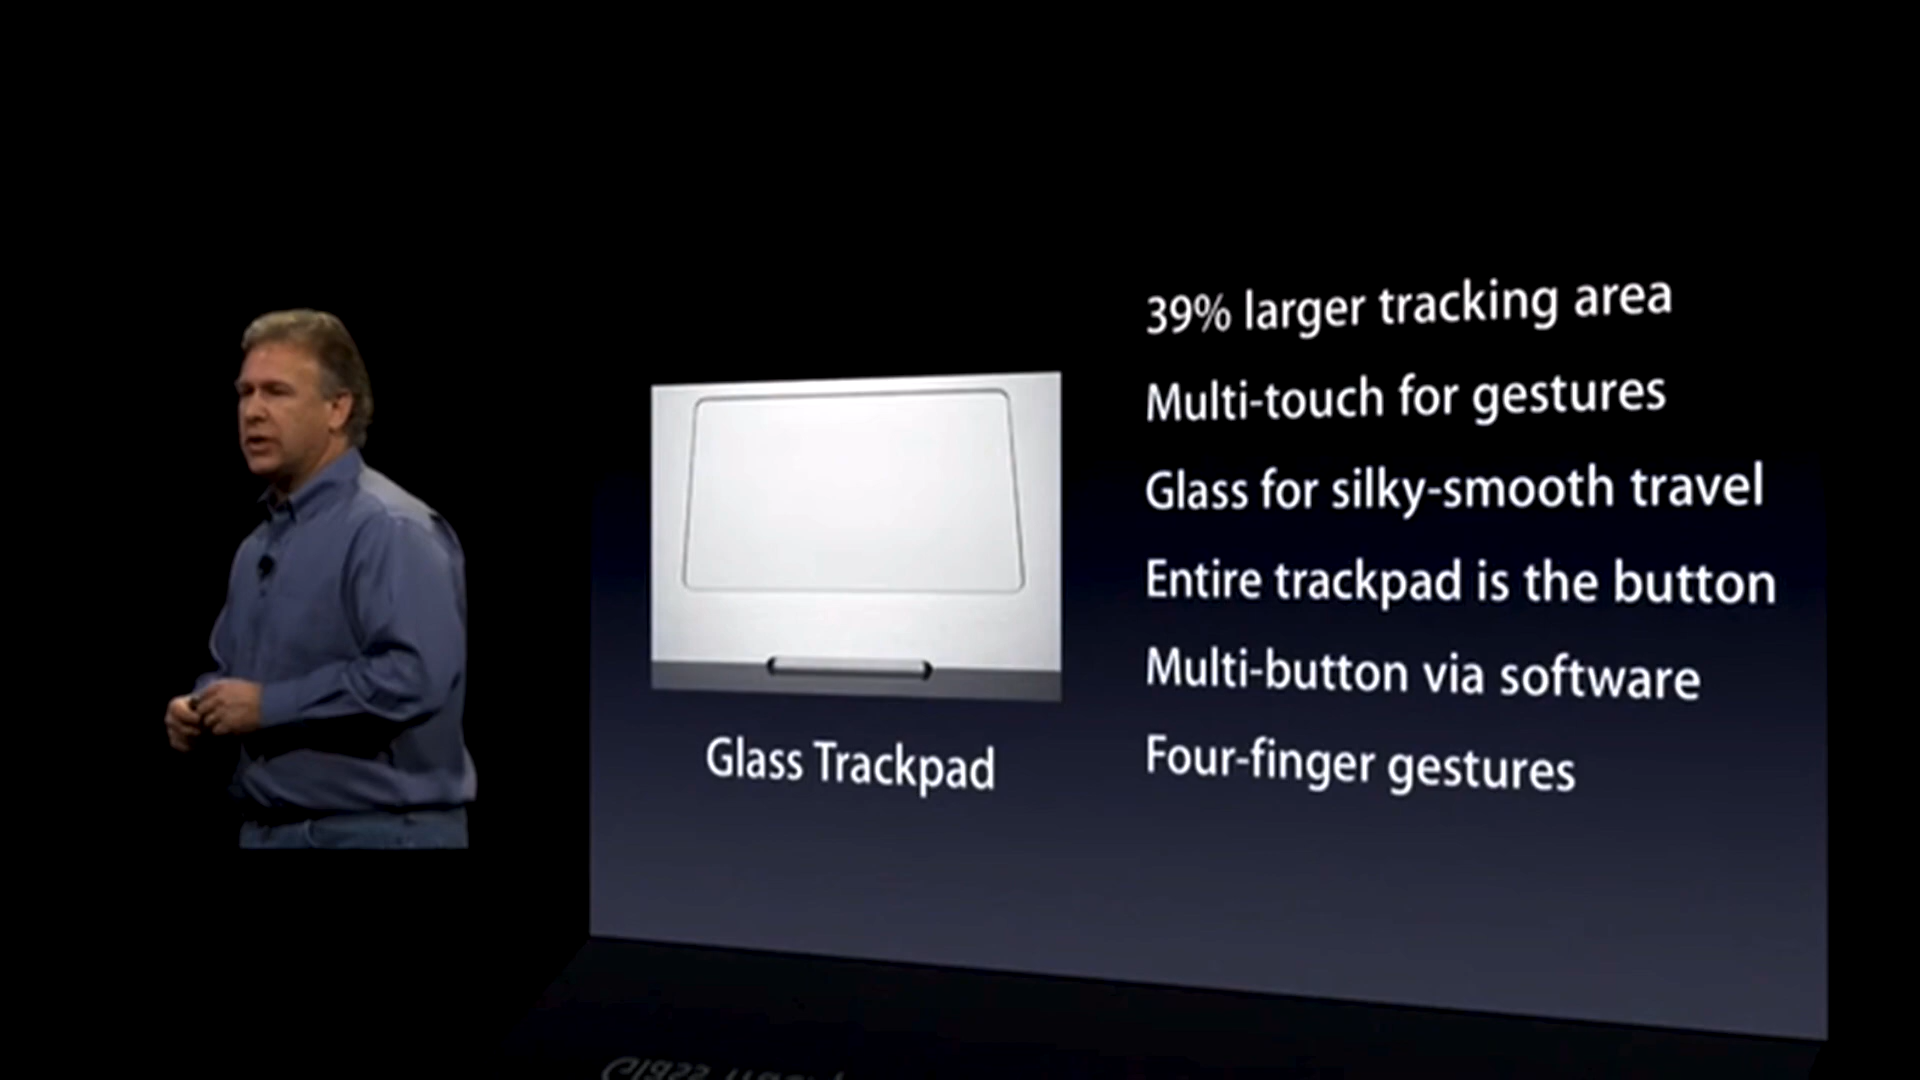 39% larger tracking area
Multi-touch for gestures
Glass for silky-smooth travel
Entire trackpad is the button
Multi-button via software
Four-finger gestures
Glass Trackpad